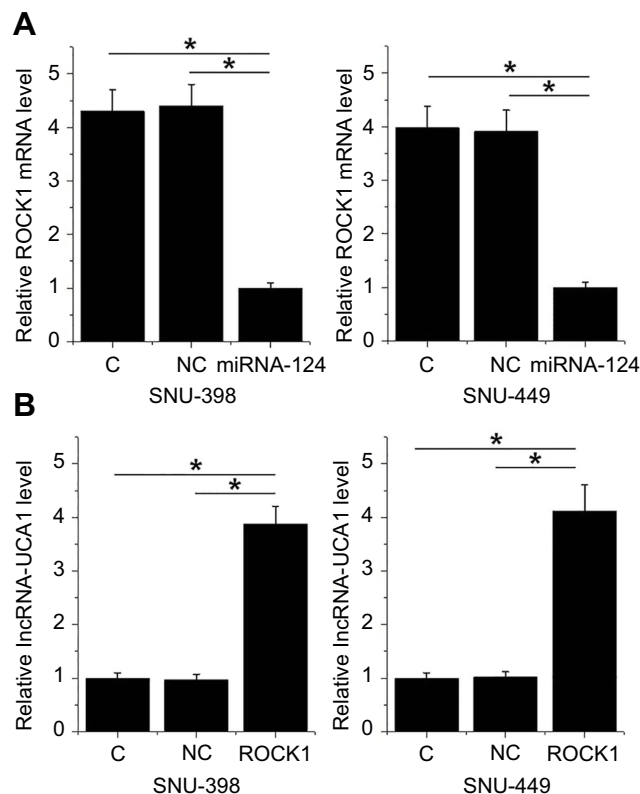 A
Relative ROCK1 mRNA level
5
4
3
2
1
0
*
*
C NC miRNA-124
SNU-398
Relative ROCK1 mRNA level
5
4
3
2
1
0
*
*
C NC miRNA-124
SNU-449
B
Relative lncRNA-UCA1 level
5
4
3
2
1
0
*
*
C NC ROCK1
SNU-398
Relative lncRNA-UCA1 level
5
4
3
2
1
0
*
*
C NC ROCK1
SNU-449